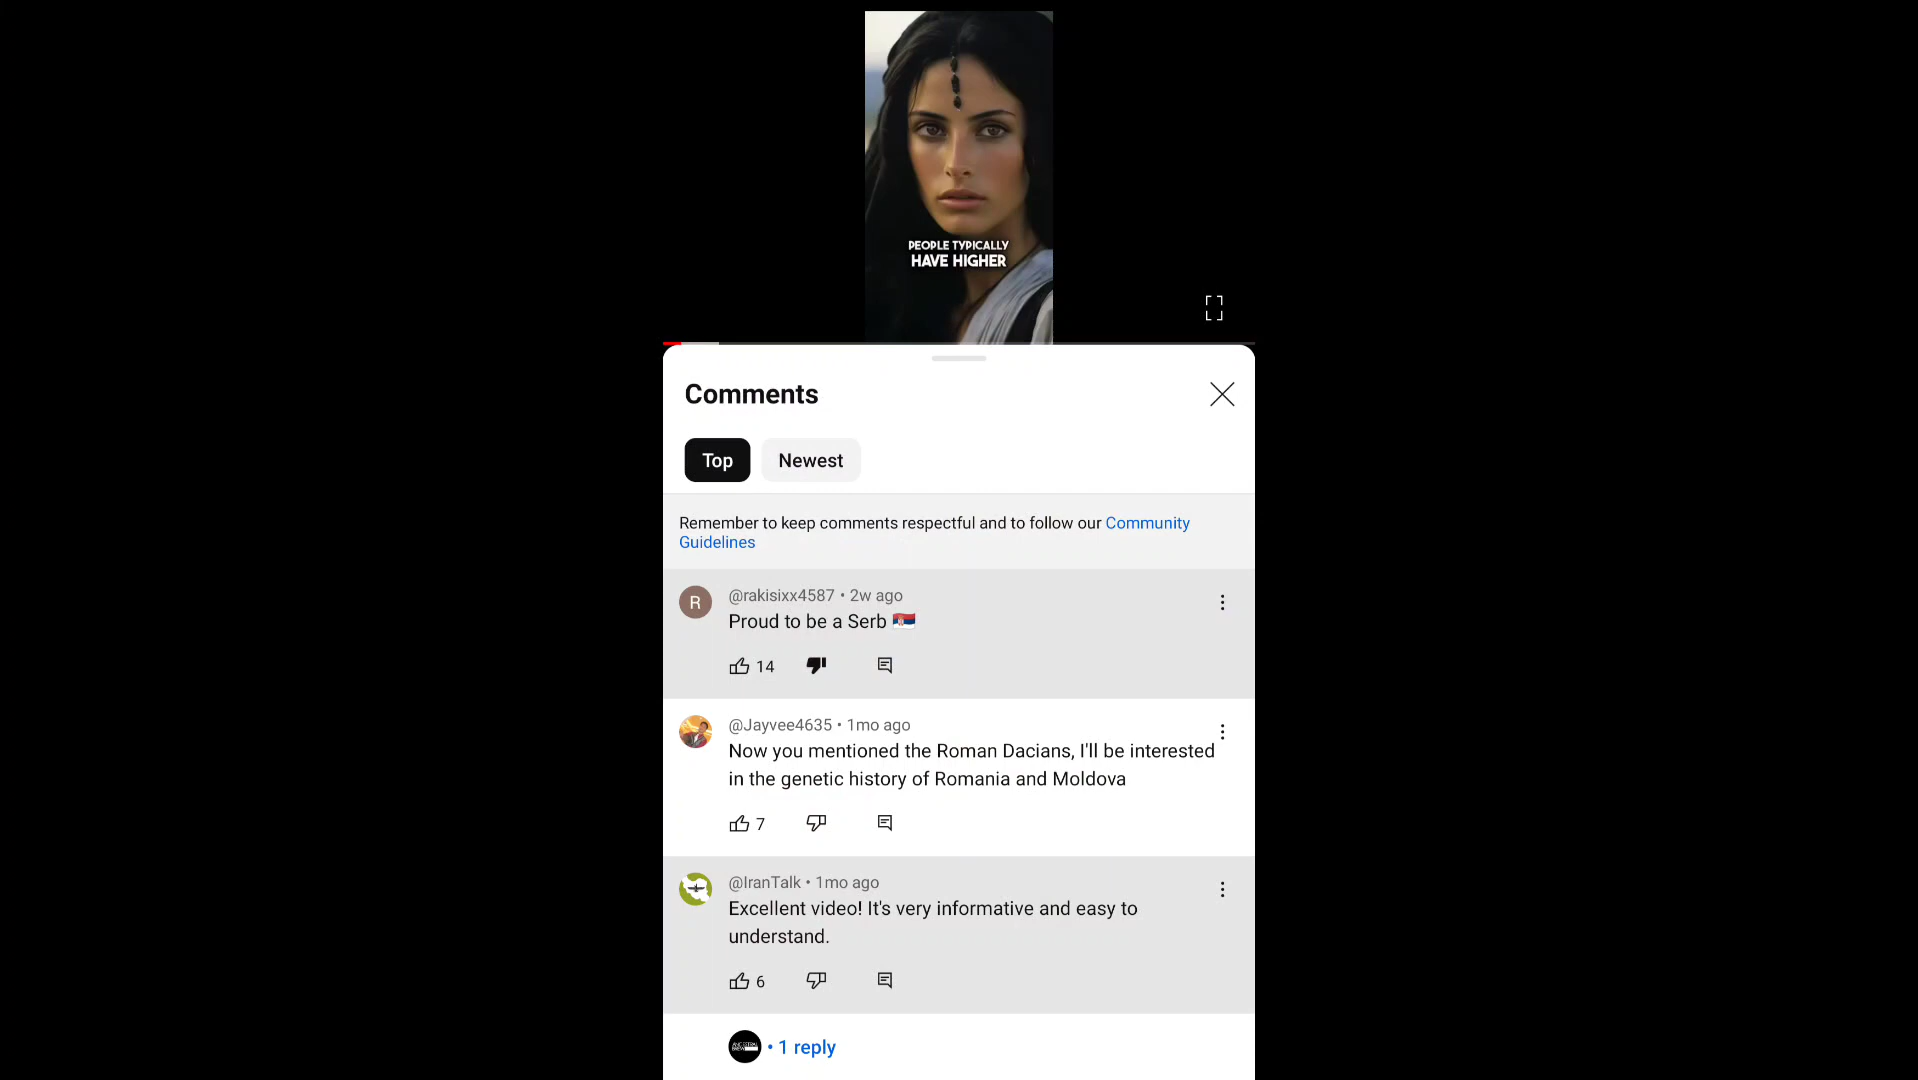 PEOPLE TYPICALLY
HAVE HIGHER
Comments
Top
Newest
Remember to keep comments respectful and to follow our Community
Guidelines
R
@rakisixx4587 • 2w ago
Proud to be a Serb 🇷🇸
14
@Jayvee4635 • 1mo ago
Now you mentioned the Roman Dacians, I'll be interested
in the genetic history of Romania and Moldova
7
@IranTalk • 1mo ago
Excellent video! It's very informative and easy to
understand.
6
• 1 reply